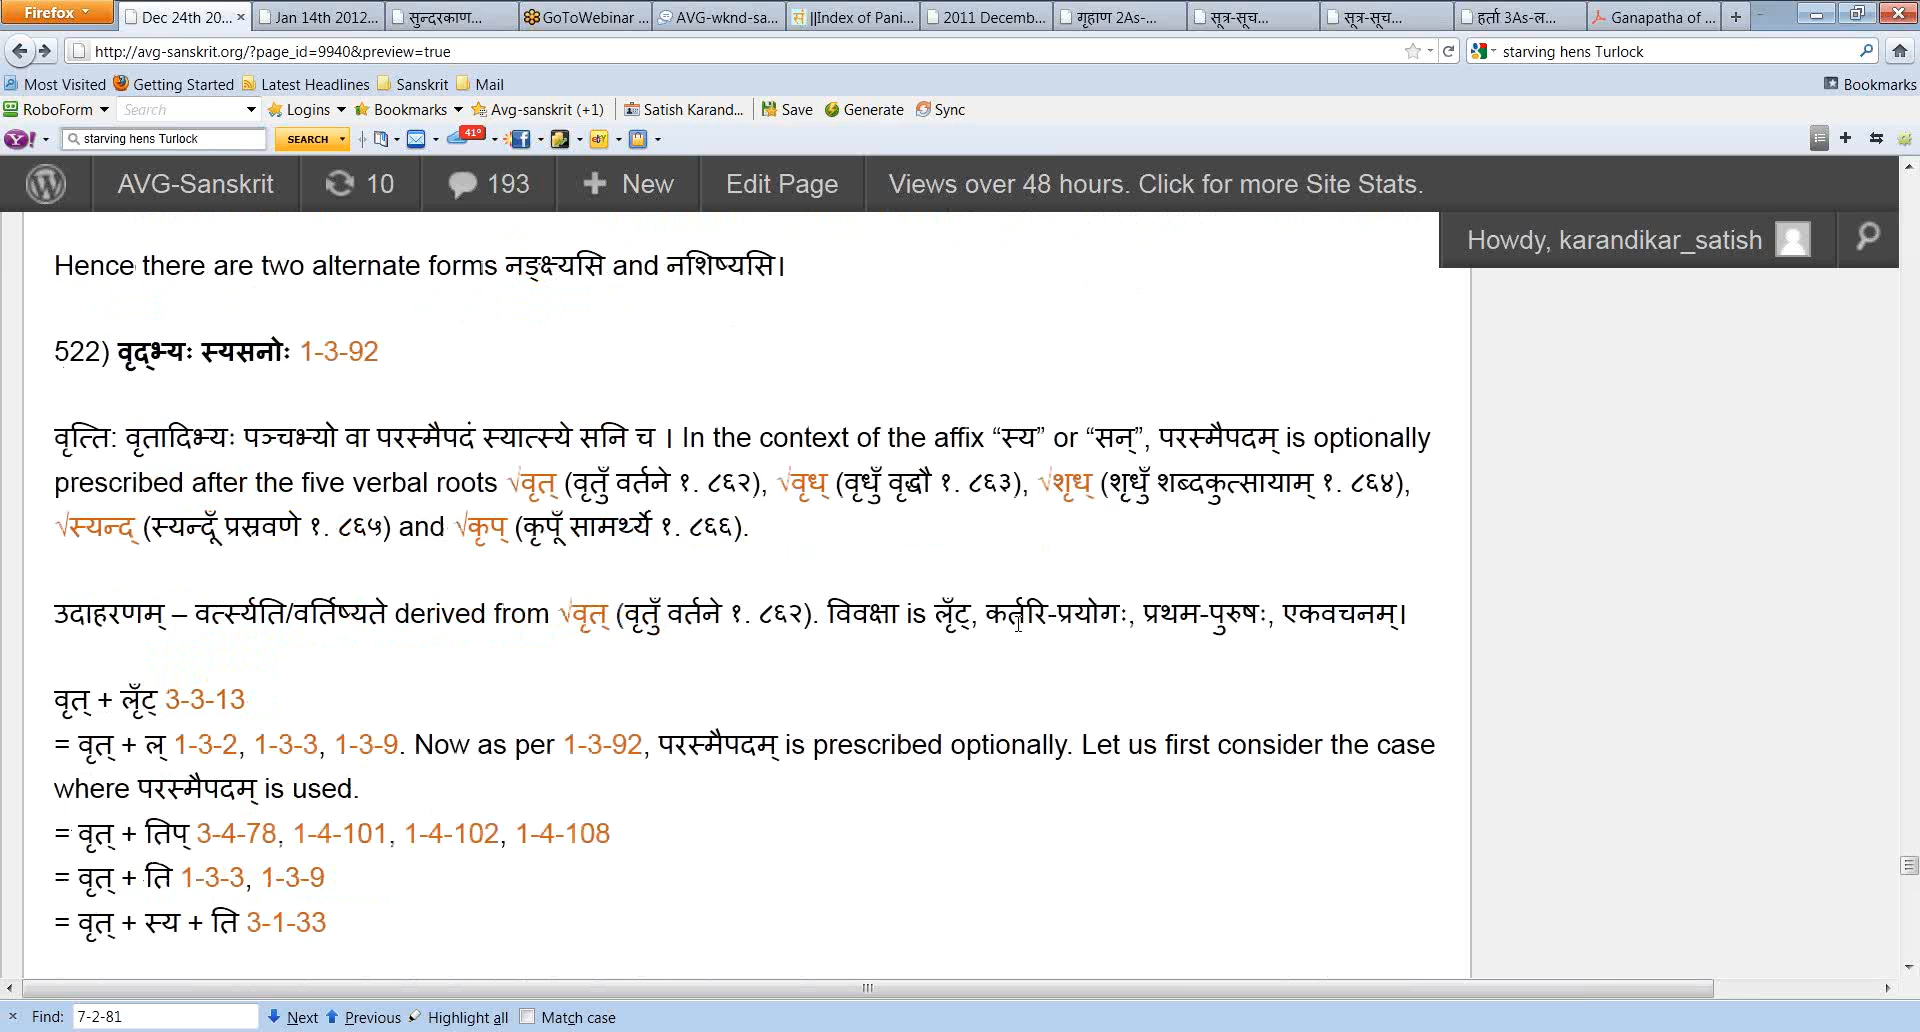 Firefox
Dec 24th 20...
Jan 14th 2012...
सुन्दरकाण...
GoToWebinar ...
AVG-wknd-sa...
||Index of Pani...
2011 Decemb...
गृहाण 2As-...
सूत्र-सूच...
सूत्र-सूच...
हर्ता 3As-ल...
Ganapatha of ...
http://avg-sanskrit.org/?page_id=9940&preview=true
starving hens Turlock
Most Visited Getting Started Latest Headlines Sanskrit Mail Bookmarks
RoboForm Search Logins Bookmarks Avg-sanskrit (+1) Satish Karand... Save Generate Sync
starving hens Turlock SEARCH 41°
AVG-Sanskrit 10 193 + New Edit Page Views over 48 hours. Click for more Site Stats.
Howdy, karandikar_satish
Hence there are two alternate forms नङ्क्ष्यसि and नशिष्यसि।
522) वृद्भ्यः स्यसनोः 1-3-92
वृत्ति: वृतादिभ्यः पञ्चभ्यो वा परस्मैपदं स्यात्स्ये सनि च । In the context of the affix “स्य” or “सन्”, परस्मैपदम् is optionally
prescribed after the five verbal roots √वृत् (वृतुँ वर्तने १. ८६२), √वृध् (वृधुँ वृद्धौ १. ८६३), √शृध् (शृधुँ शब्दकुत्सायाम् १. ८६४),
√स्यन्द् (स्यन्दूँ प्रस्रवणे १. ८६५) and √कृप् (कृपूँ सामर्थ्ये १. ८६६).
उदाहरणम् – वर्त्स्यति/वर्तिष्यते derived from √वृत् (वृतुँ वर्तने १. ८६२). विवक्षा is लृँट्, कर्तरि-प्रयोगः, प्रथम-पुरुषः, एकवचनम्।
वृत् + लृँट् 3-3-13
= वृत् + ल् 1-3-2, 1-3-3, 1-3-9. Now as per 1-3-92, परस्मैपदम् is prescribed optionally. Let us first consider the case
where परस्मैपदम् is used.
= वृत् + तिप् 3-4-78, 1-4-101, 1-4-102, 1-4-108
= वृत् + ति 1-3-3, 1-3-9
= वृत् + स्य + ति 3-1-33
Find: 7-2-81 Next Previous Highlight all Match case